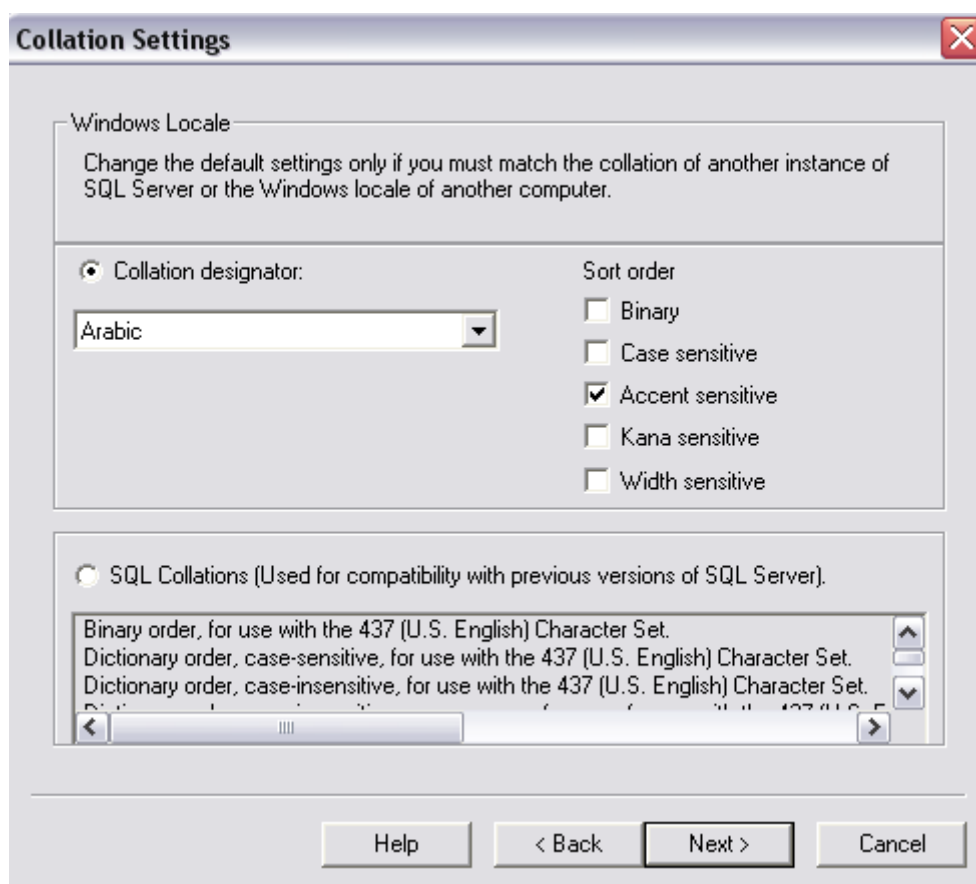 Collation Settings
Windows Locale
Change the default settings only if you must match the collation of another instance of
SQL Server or the Windows locale of another computer.
Collation designator:
Arabic
Sort order
Binary
Case sensitive
Accent sensitive
Kana sensitive
Width sensitive
SQL Collations (Used for compatibility with previous versions of SQL Server).
Binary order, for use with the 437 (U.S. English) Character Set.
Dictionary order, case-sensitive, for use with the 437 (U.S. English) Character Set.
Dictionary order, case-insensitive, for use with the 437 (U.S. English) Character Set.
Help
< Back
Next >
Cancel